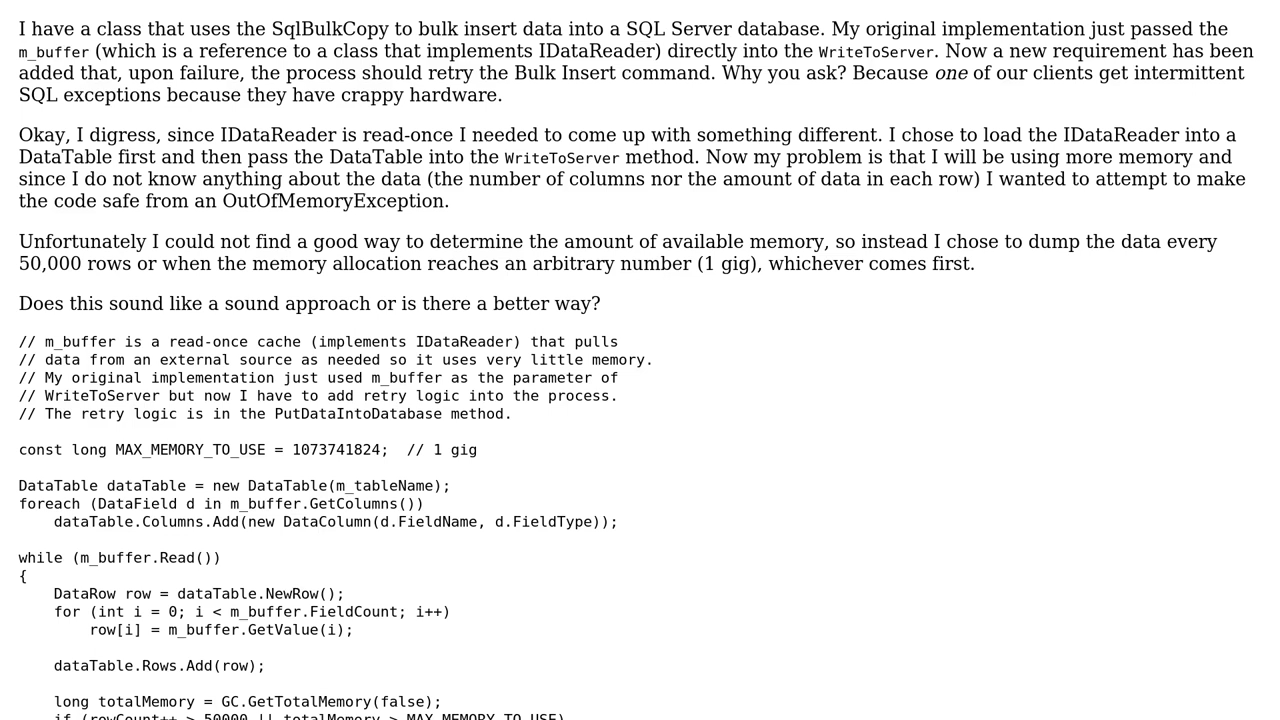 I have a class that uses the SqlBulkCopy to bulk insert data into a SQL Server database. My original implementation just passed the
m_buffer (which is a reference to a class that implements IDataReader) directly into the WriteToServer. Now a new requirement has been
added that, upon failure, the process should retry the Bulk Insert command. Why you ask? Because one of our clients get intermittent
SQL exceptions because they have crappy hardware.
Okay, I digress, since IDataReader is read-once I needed to come up with something different. I chose to load the IDataReader into a
DataTable first and then pass the DataTable into the WriteToServer method. Now my problem is that I will be using more memory and
since I do not know anything about the data (the number of columns nor the amount of data in each row) I wanted to attempt to make
the code safe from an OutOfMemoryException.
Unfortunately I could not find a good way to determine the amount of available memory, so instead I chose to dump the data every
50,000 rows or when the memory allocation reaches an arbitrary number (1 gig), whichever comes first.
Does this sound like a sound approach or is there a better way?
// m_buffer is a read-once cache (implements IDataReader) that pulls
// data from an external source as needed so it uses very little memory.
// My original implementation just used m_buffer as the parameter of
// WriteToServer but now I have to add retry logic into the process.
// The retry logic is in the PutDataIntoDatabase method.
const long MAX_MEMORY_TO_USE = 1073741824;  // 1 gig
DataTable dataTable = new DataTable(m_tableName);
foreach (DataField d in m_buffer.GetColumns())
    dataTable.Columns.Add(new DataColumn(d.FieldName, d.FieldType));
while (m_buffer.Read())
{
    DataRow row = dataTable.NewRow();
    for (int i = 0; i < m_buffer.FieldCount; i++)
        row[i] = m_buffer.GetValue(i);
    dataTable.Rows.Add(row);
    long totalMemory = GC.GetTotalMemory(false);
    if (rowCount++ > 50000 || totalMemory > MAX_MEMORY_TO_USE)